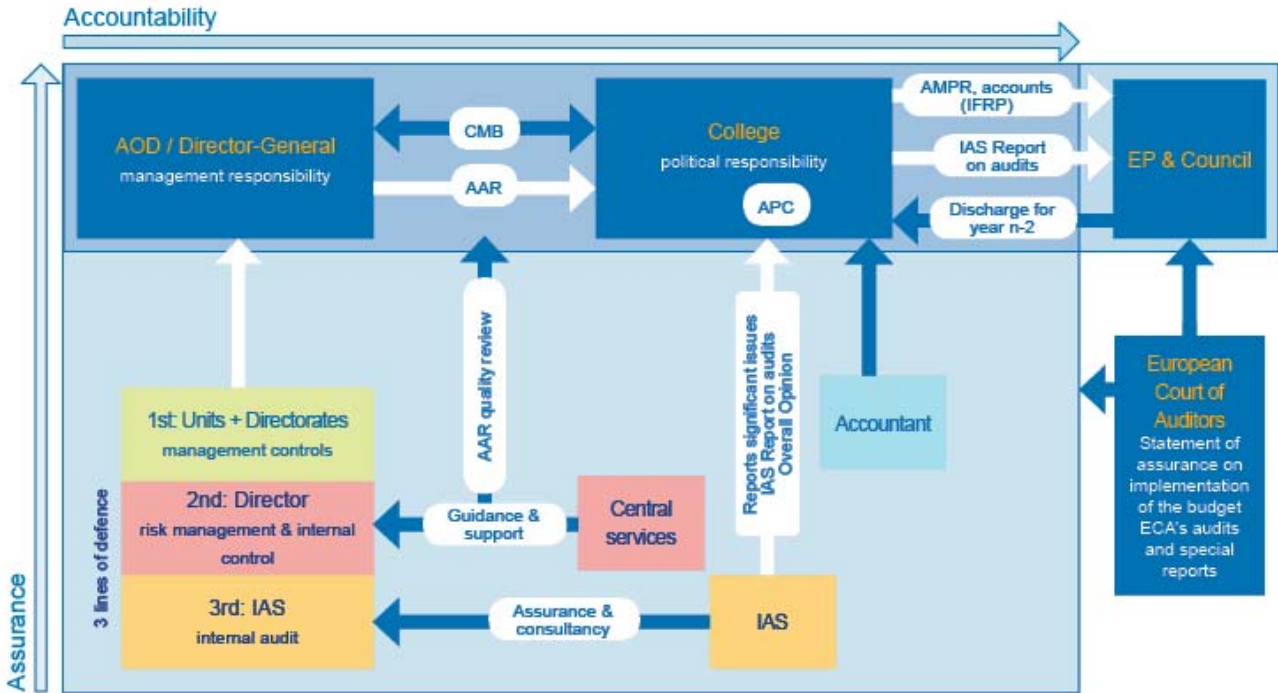 Accountability
Assurance
AOD / Director-General
management responsibility
CMB
AAR
College
political responsibility
APC
AMPR, accounts
(IFRP)
IAS Report
on audits
Discharge for
year n-2
EP & Council
AAR quality review
Reports significant issues
IAS Report on audits
Overall Opinion
Accountant
European
Court of
Auditors
Statement of
assurance on
implementation
of the budget
ECA's audits
and special
reports
3 lines of defence
1st: Units + Directorates
management controls
2nd: Director
risk management & internal
control
Guidance &
support
Central
services
3rd: IAS
internal audit
Assurance &
consultancy
IAS